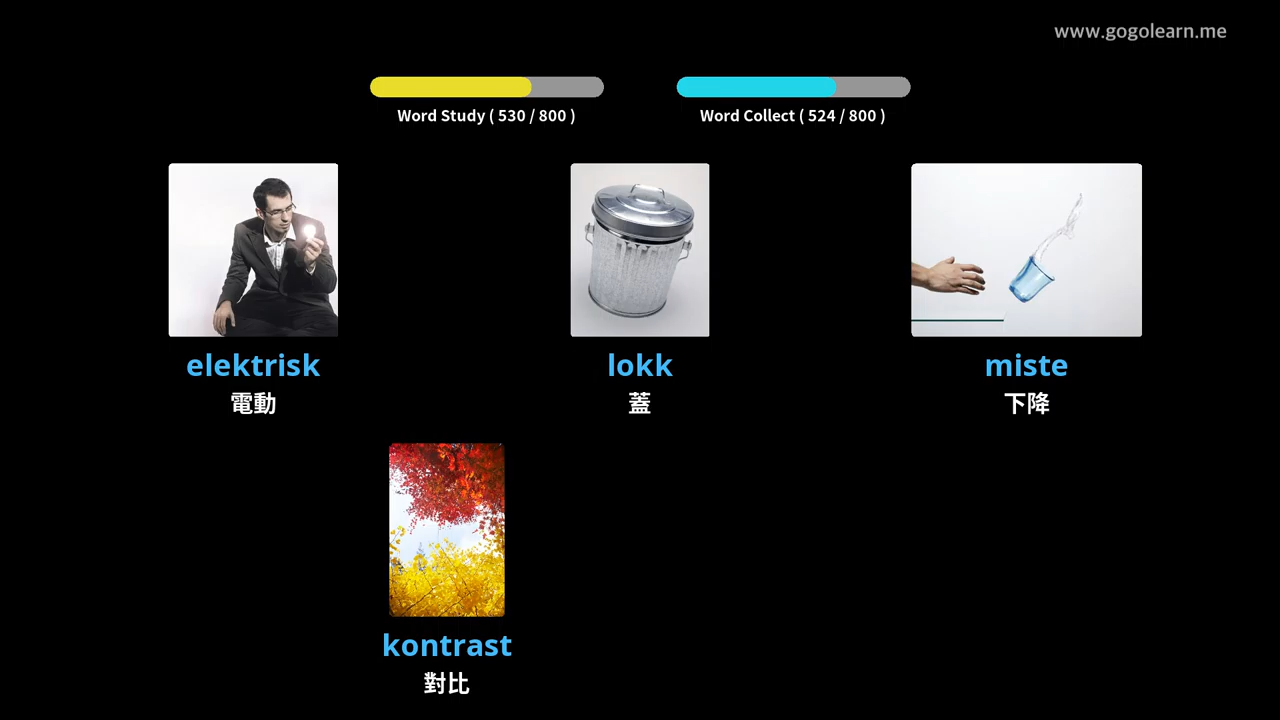 www.gogolearn.me
Word Study ( 530 / 800 )
Word Collect ( 524 / 800 )
elektrisk
電動
lokk
蓋
miste
下降
kontrast
對比